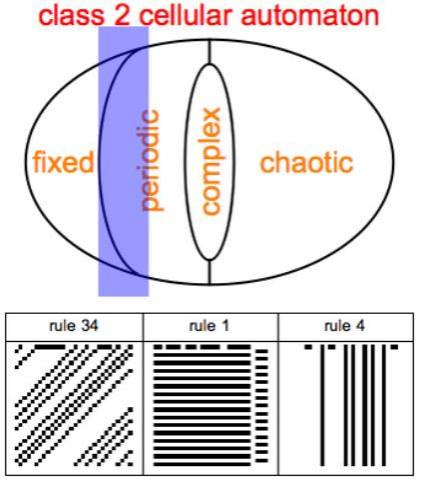 class 2 cellular automaton
fixed
periodic
complex
chaotic
rule 34
rule 1
rule 4